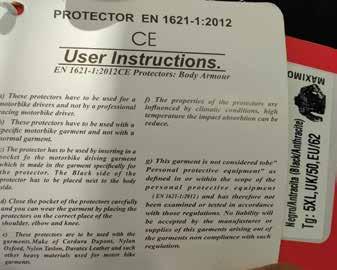 PROTECTOR EN 1621-1:2012
CE
User Instructions.
EN 1621-1:2012CE Protectors: Body Armour
a) These protectors have to be used for a
motorbike drivers and not by a professional
racing motorbike driver.
b) These protectors have to be used with a
specific motorbike garment and not with a
normal garment.
c) The protector has to be used by inserting in a
pocket fo the motorbike driving garment
which is made in the garment specifically for
the protector. The Black side of the
protector has to be placed next to the body
side.
d) Close the pocket of the protectors carefully
and you can wear the garment by placing the
protectors on the correct place of the
shoulder, elbow and knee.
e) These protectors are to be used with the
garments. Make of Cordura Dupont, Nylan
Oxford, Nylon Taslon, Duratex Leather and such
other heavy materials used for motor bike
garments.
f) The properties of the protectors are
influenced by climatic conditions, high
temperature the impact absorbtion can be
reduce.
g) This garment is not considered tobe"
Personal protective equipment" as
defined in or within the scope of the
personal protective equipment
(EN 1621-1:2012) and has therefore not
been examined or tested in accordance
with those regulations. No liability will
be accepted by the manufacturer or
supplies of this garments arising out of
the garments non compliance with such
regulation.
MAXIMO
Negro/Antracita (Black/Anthracite)
Tg: 5XL,UK50,EU62